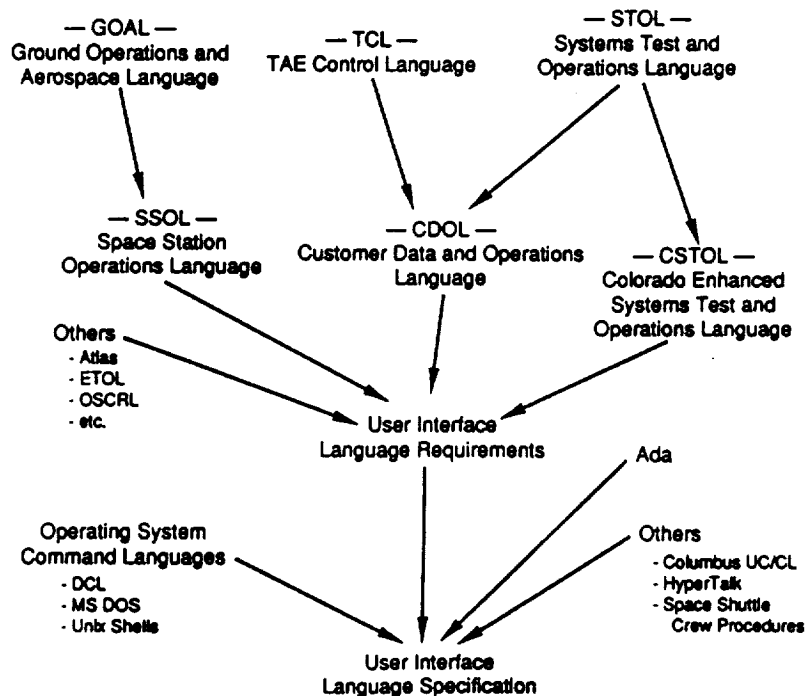 — GOAL —
Ground Operations and
Aerospace Language
— TCL —
TAE Control Language
— STOL —
Systems Test and
Operations Language
— SSOL —
Space Station
Operations Language
— CDOL —
Customer Data and Operations
Language
— CSTOL —
Colorado Enhanced
Systems Test and
Operations Language
Others
- Atlas
- ETOL
- OSCRL
- etc.
User Interface
Language Requirements
Ada
Operating System
Command Languages
- DCL
- MS DOS
- Unix Shells
Others
- Columbus UC/CL
- HyperTalk
- Space Shuttle
Crew Procedures
User Interface
Language Specification